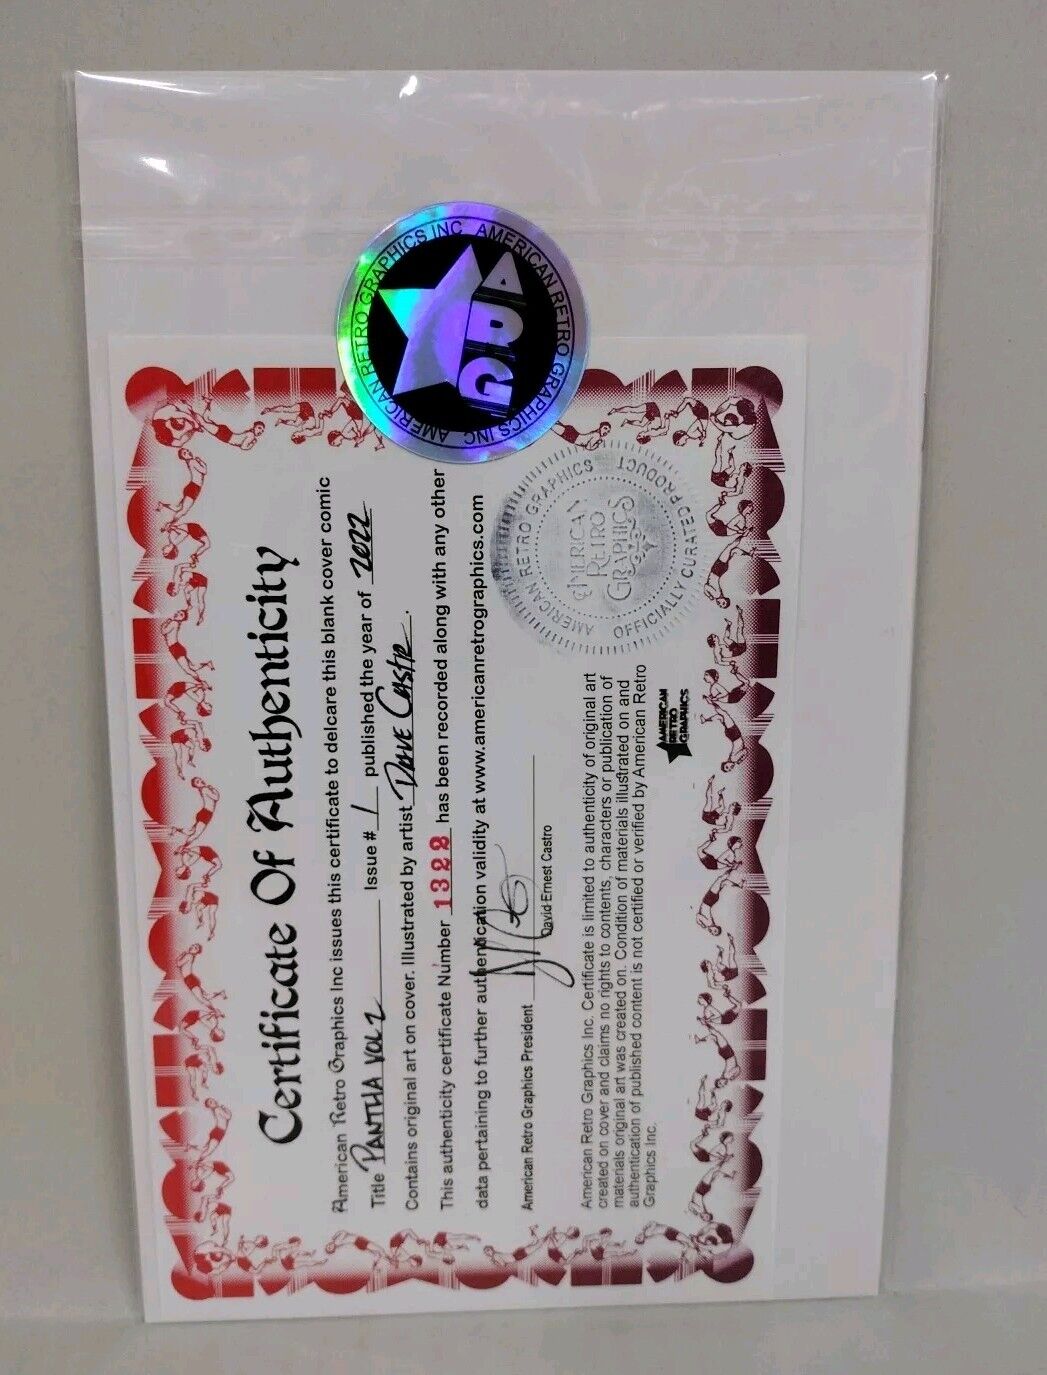 AMERICAN RETRO GRAPHICS INC AMERICAN RETRO GRAPHICS INC
ARG
Certificate Of Authenticity
American Retro Graphics Inc issues this certificate to delcare this blank cover comic
Title PANTHA VOL 2 Issue # 1 published the year of 2022
Contains original art on cover. Illustrated by artist Dave Castr.
This authenticity certificate Number 1328 has been recorded along with any other
data pertaining to further authentication validity at www.americanretrographics.com
American Retro Graphics President
David Ernest Castro
AMERICAN RETRO GRAPHICS
OFFICIALLY CURATED PRODUCT
AMERICAN
RETRO
GRAPHICS
American Retro Graphics Inc. Certificate is limited to authenticity of original art
created on cover and claims no rights to contents, characters or publication of
materials original art was created on. Condition of materials illustrated on and
authentication of published content is not certified or verified by American Retro
Graphics Inc.
AMERICAN
RETRO
GRAPHICS